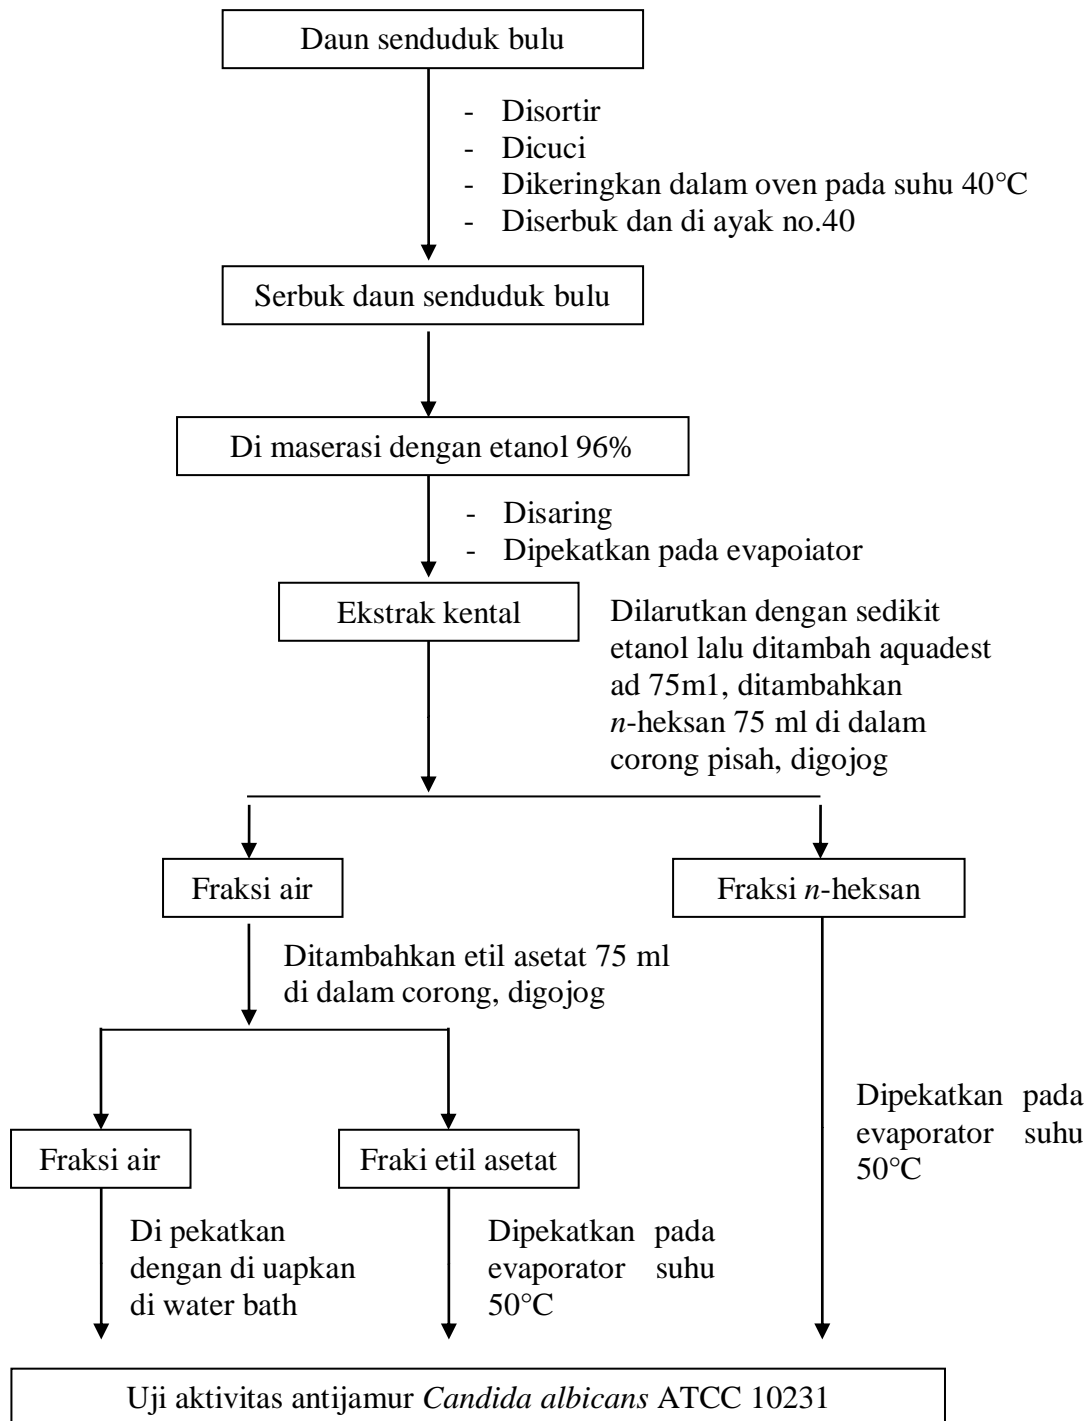 Daun senduduk bulu
- Disortir
- Dicuci
- Dikeringkan dalam oven pada suhu 40°C
- Diserbuk dan di ayak no.40
Serbuk daun senduduk bulu
Di maserasi dengan etanol 96%
- Disaring
- Dipekatkan pada evapoiator
Ekstrak kental
Dilarutkan dengan sedikit
etanol lalu ditambah aquadest
ad 75m1, ditambahkan
n-heksan 75 ml di dalam
corong pisah, digojog
Fraksi air
Fraksi n-heksan
Ditambahkan etil asetat 75 ml
di dalam corong, digojog
Fraksi air
Fraki etil asetat
Dipekatkan pada
evaporator suhu
50°C
Di pekatkan
dengan di uapkan
di water bath
Dipekatkan pada
evaporator suhu
50°C
Uji aktivitas antijamur Candida albicans ATCC 10231